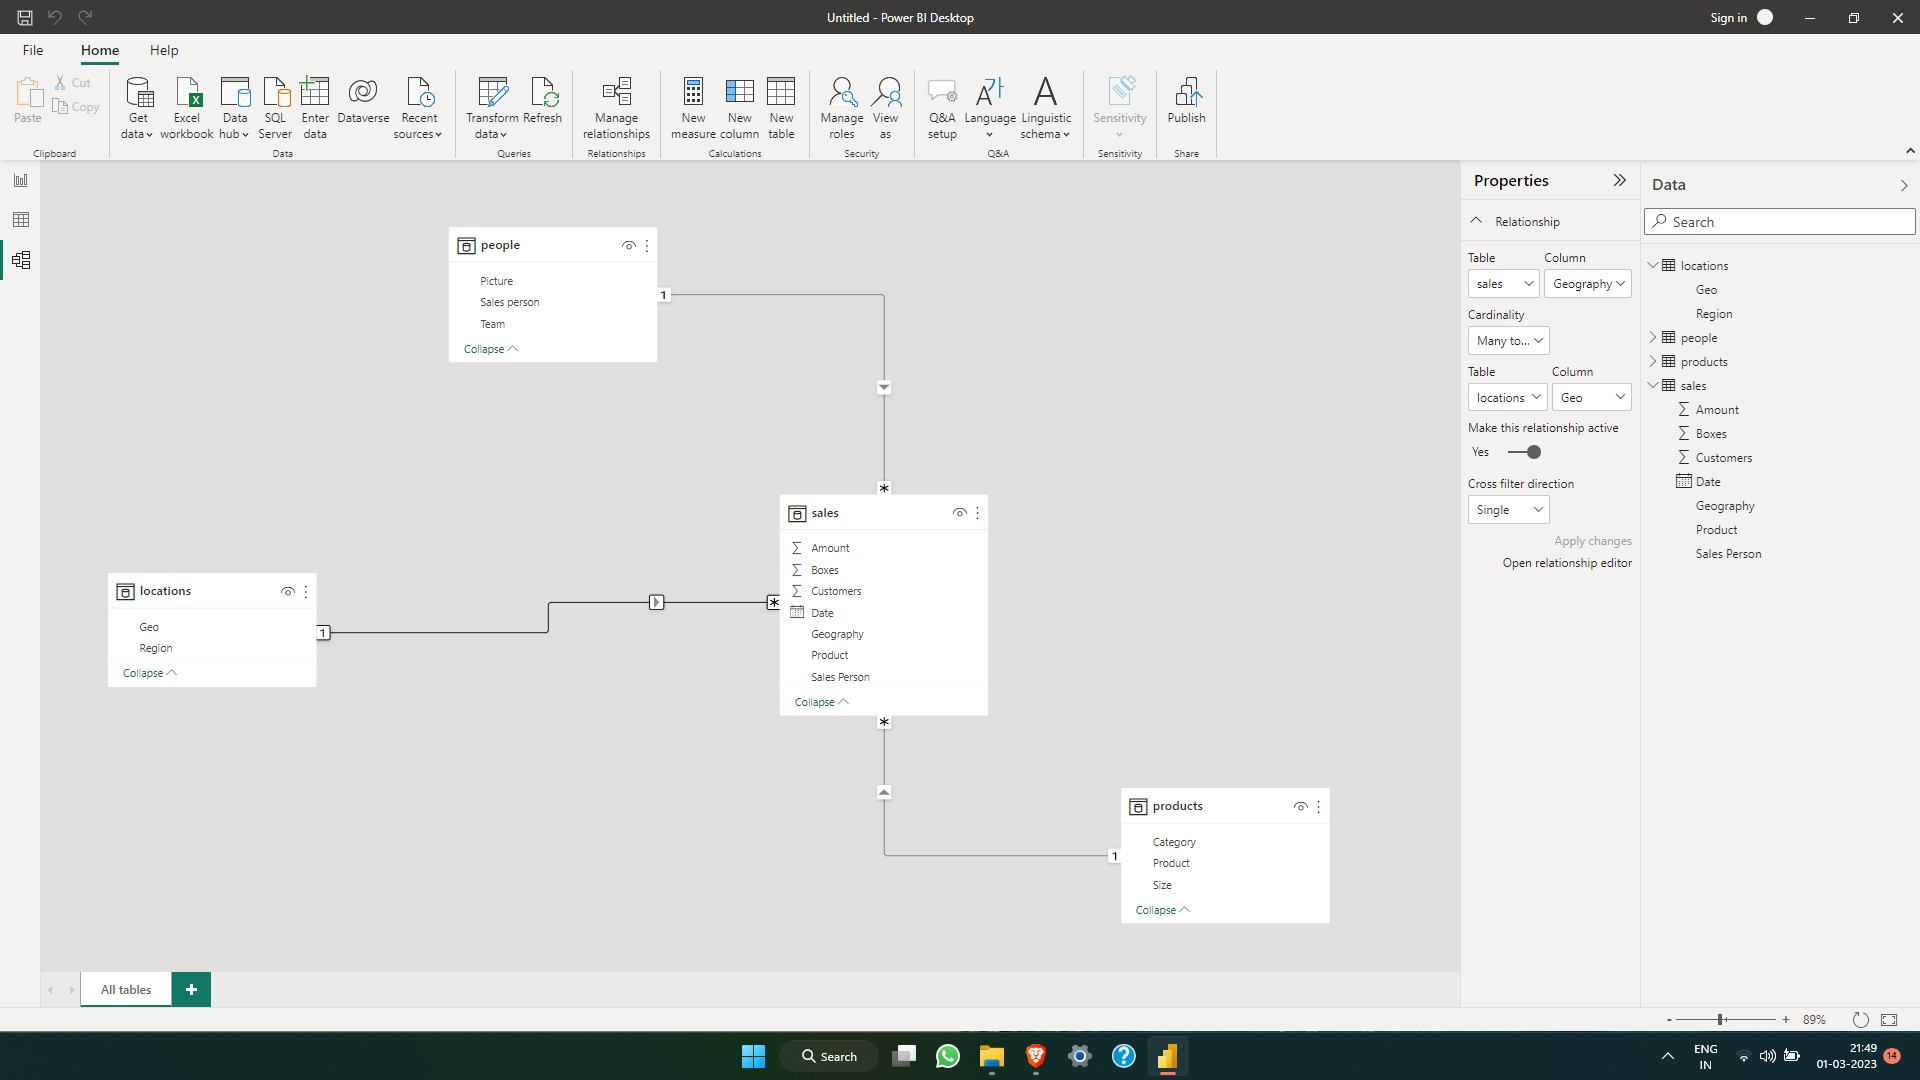 Untitled - Power BI Desktop
Sign in
File
Home
Help
Paste
Cut
Copy
Clipboard
Get data
Excel workbook
Data hub
SQL Server
Enter data
Dataverse
Recent sources
Data
Transform data
Refresh
Queries
Manage relationships
Relationships
New measure
New column
New table
Calculations
Manage roles
View as
Security
Q&A setup
Language
Linguistic schema
Q&A
Sensitivity
Sensitivity
Publish
Share
people
Picture
Sales person
Team
Collapse
1
*
sales
Amount
Boxes
Customers
Date
Geography
Product
Sales Person
Collapse
*
locations
Geo
Region
Collapse
1
*
products
Category
Product
Size
Collapse
1
Properties
Relationship
Table
Column
sales
Geography
Cardinality
Many to...
Table
Column
locations
Geo
Make this relationship active
Yes
Cross filter direction
Single
Apply changes
Open relationship editor
Data
Search
locations
Geo
Region
people
products
sales
Amount
Boxes
Customers
Date
Geography
Product
Sales Person
All tables
+
- + 89%
Search
ENG
IN
21:49
01-03-2023
14